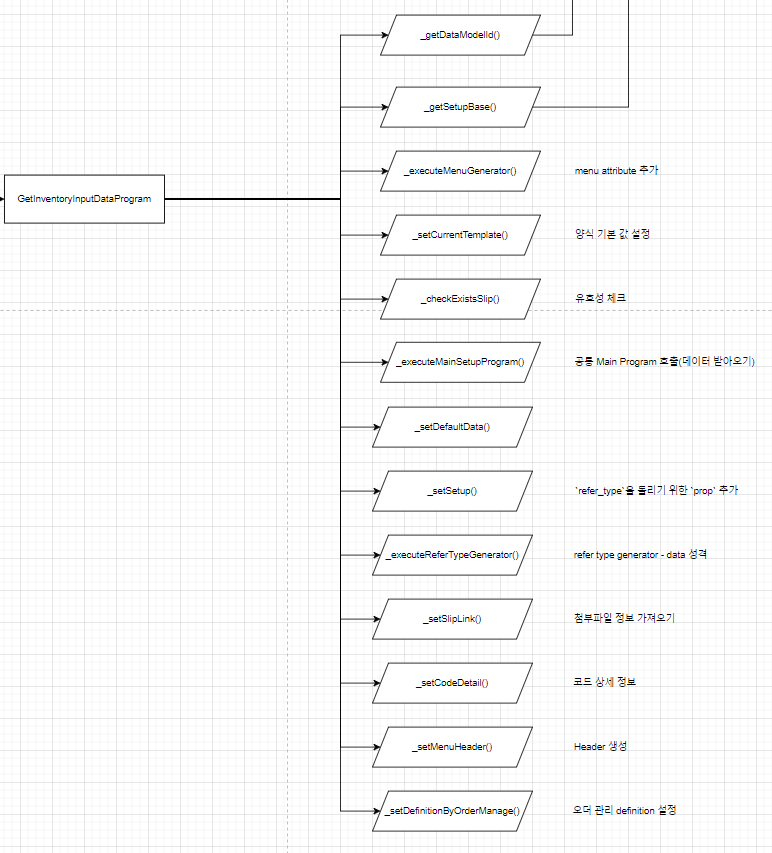 _getDataModelId()
_getSetupBase()
_executeMenuGenerator() menu attribute 추가
GetInventoryInputDataProgram
_setCurrentTemplate() 양식 기본 값 설정
_checkExistsSlip() 유효성 체크
_executeMainSetupProgram() 공통 Main Program 호출(데이터 받아오기)
_setDefaultData()
_setSetup() `refer_type`을 돌리기 위한 `prop` 추가
_executeReferTypeGenerator() refer type generator - data 성격
_setSlipLink() 첨부파일 정보 가져오기
_setCodeDetail() 코드 상세 정보
_setMenuHeader() Header 생성
_setDefinitionByOrderManage() 오더 관리 definition 설정